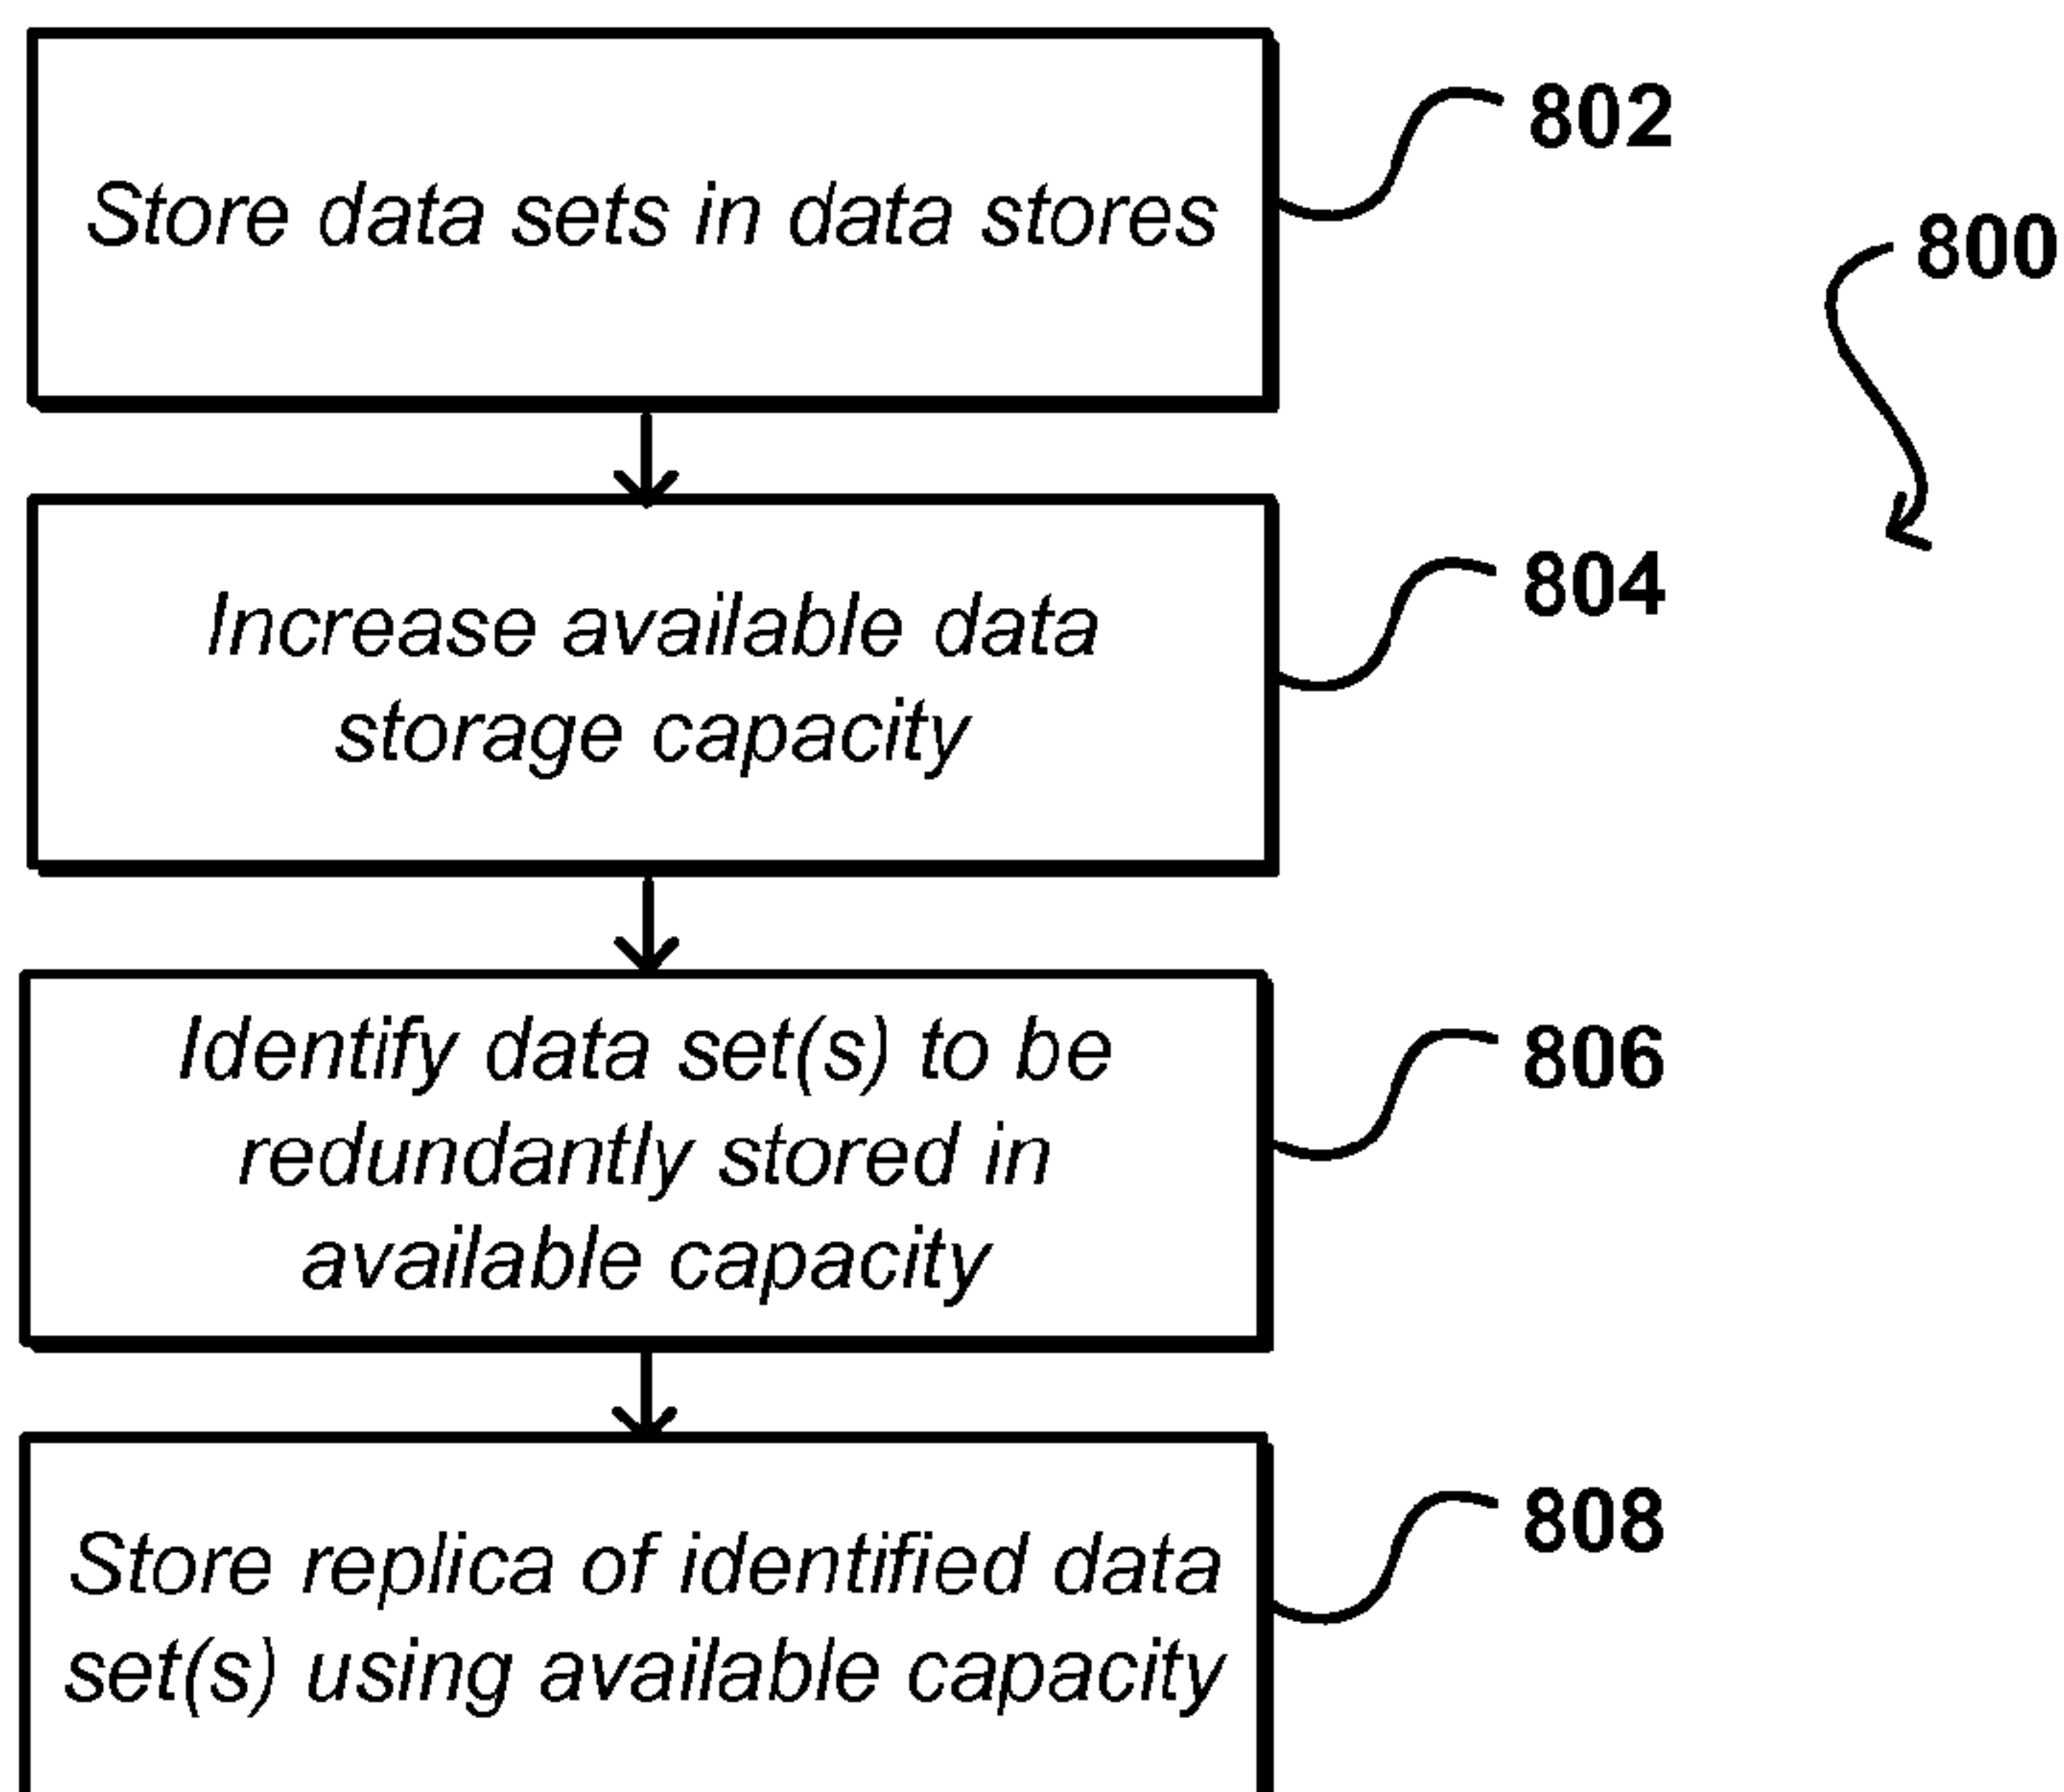 Store data sets in data stores
802
800
Increase available data
storage capacity
804
Identify data set(s) to be
redundantly stored in
available capacity
806
Store replica of identified data
set(s) using available capacity
808